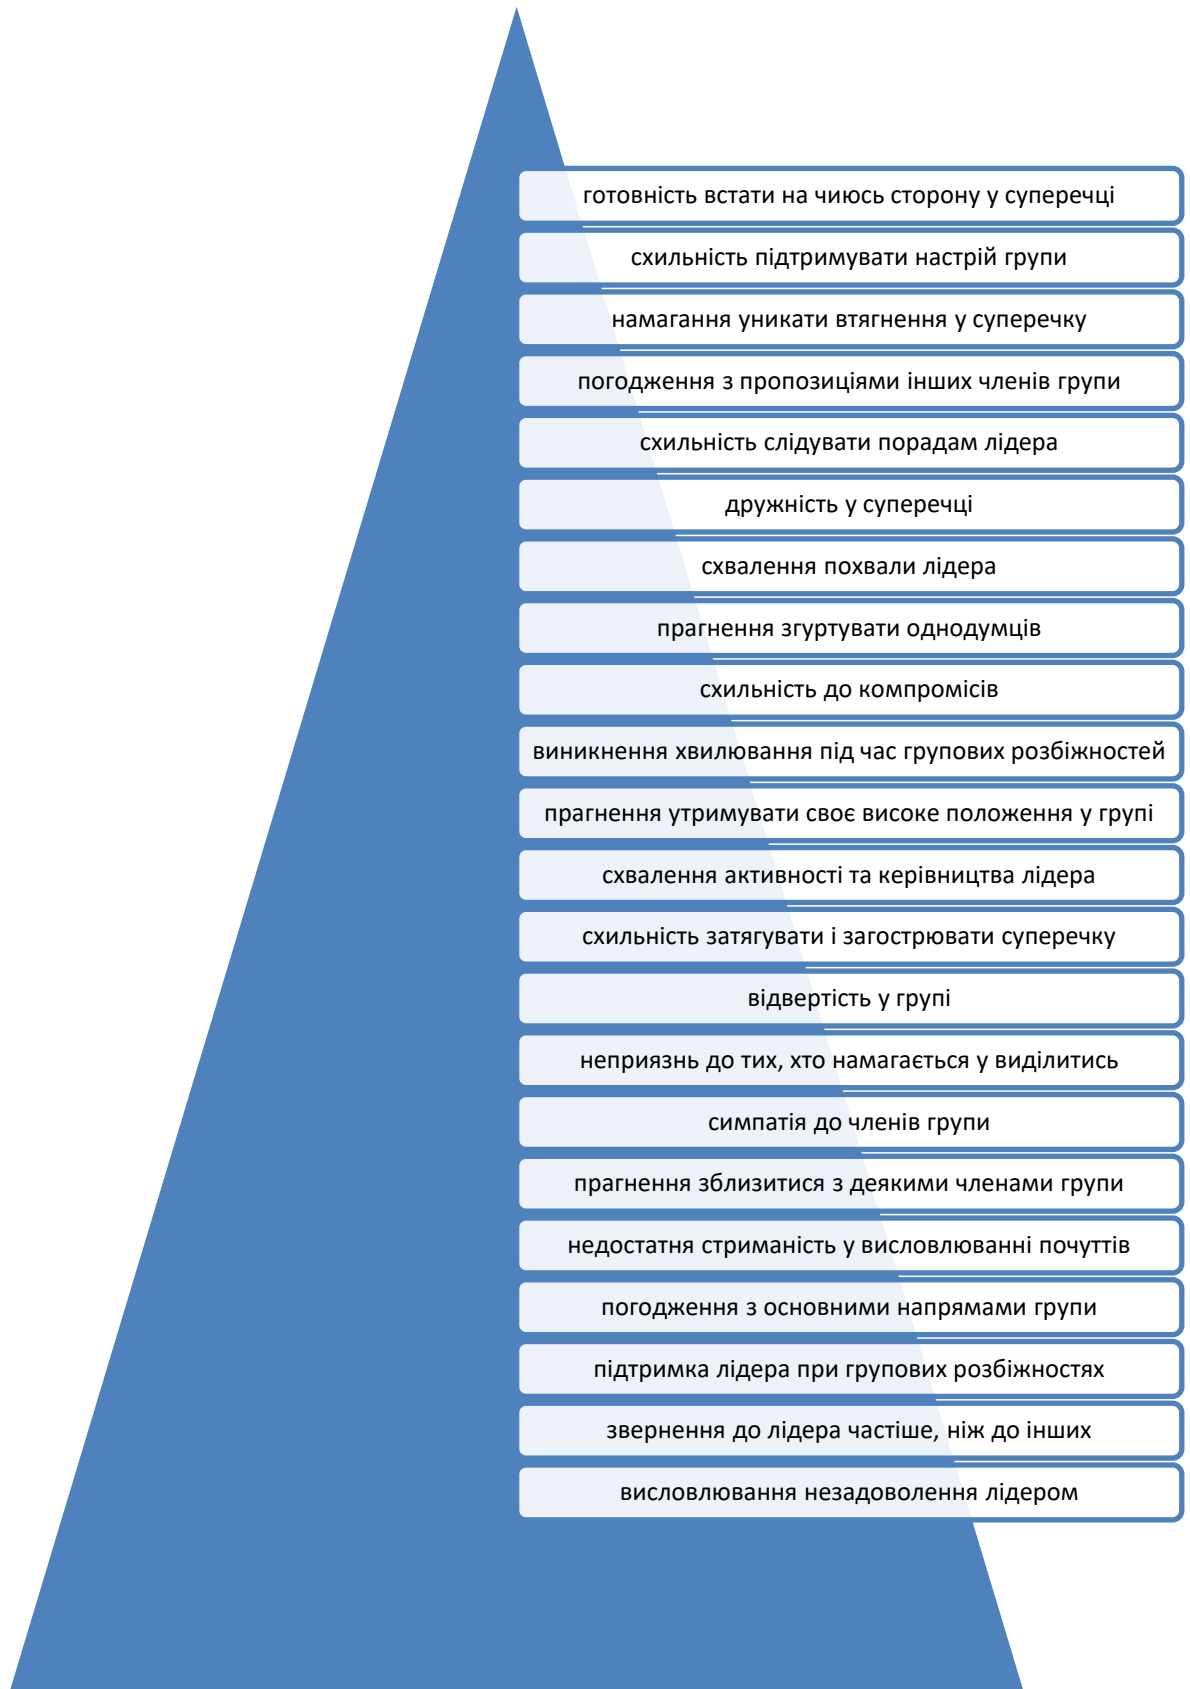 готовність встати на чиюсь сторону у суперечці
схильність підтримувати настрій групи
намагання уникати втягнення у суперечку
погодження з пропозиціями інших членів групи
схильність слідувати порадам лідера
дружність у суперечці
схвалення похвали лідера
прагнення згуртувати однодумців
схильність до компромісів
виникнення хвилювання під час групових розбіжностей
прагнення утримувати своє високе положення у групі
схвалення активності та керівництва лідера
схильність затягувати і загострювати суперечку
відвертість у групі
неприязнь до тих, хто намагається у виділитись
симпатія до членів групи
прагнення зблизитися з деякими членами групи
недостатня стриманість у висловлюванні почуттів
погодження з основними напрямами групи
підтримка лідера при групових розбіжностях
звернення до лідера частіше, ніж до інших
висловлювання незадоволення лідером